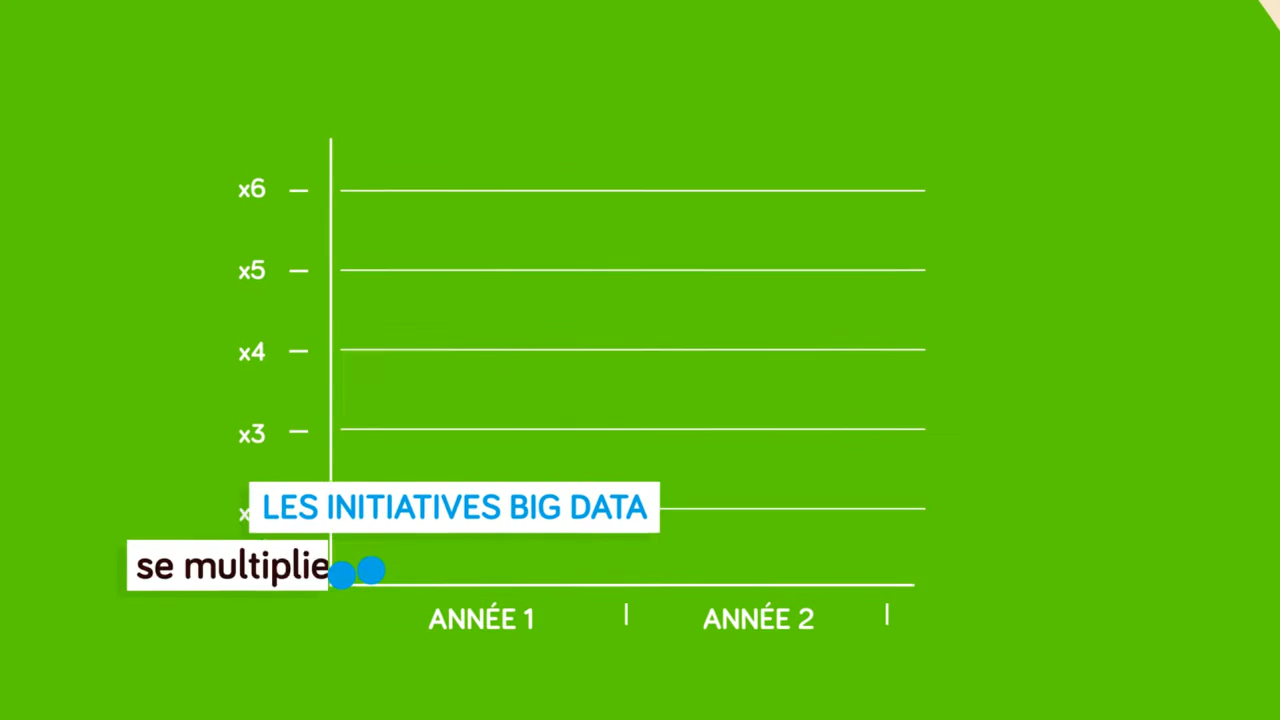 x6
x5
x4
x3
LES INITIATIVES BIG DATA
se multiplie
ANNÉE 1
ANNÉE 2